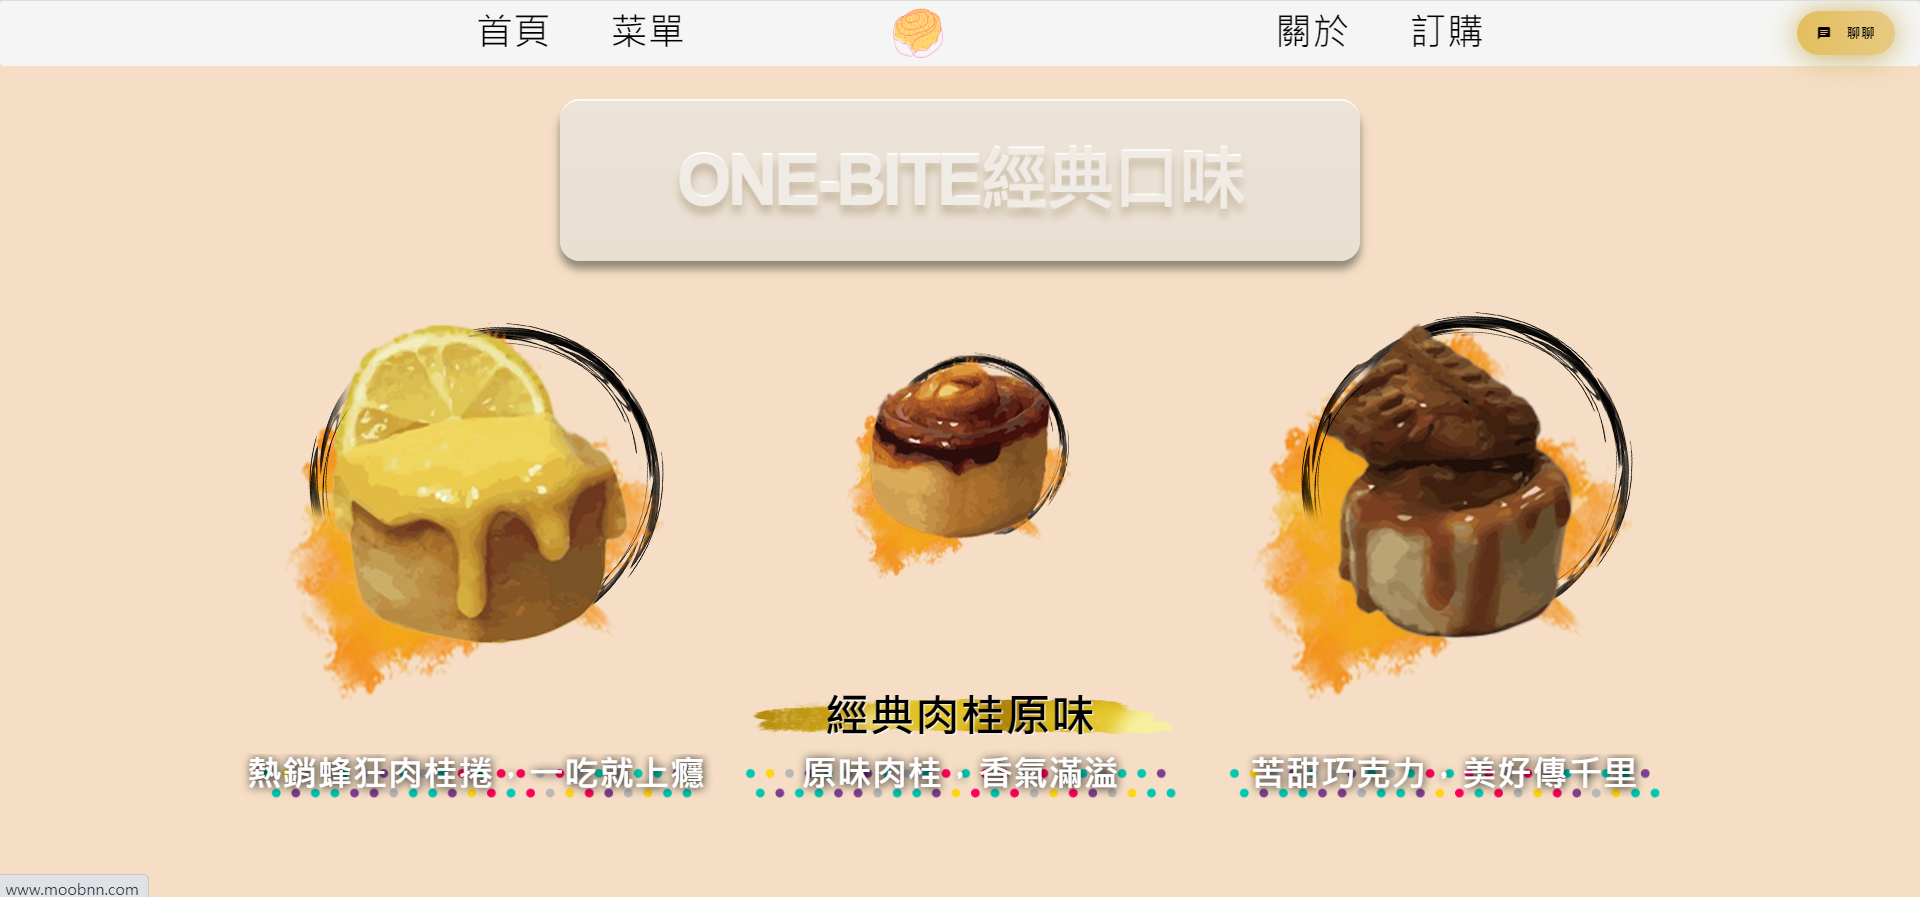 首頁 菜單 關於 訂購 聊聊
ONE-BITE經典口味
經典肉桂原味
熱銷蜂狂肉桂捲，一吃就上癮
原味肉桂，香氣滿溢
苦甜巧克力，美好傳千里
www.moobnn.com